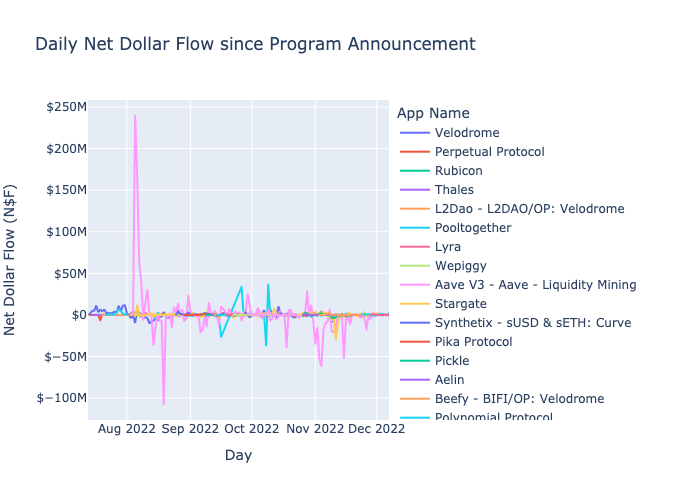 Daily Net Dollar Flow since Program Announcement
$250M
$200M
$150M
$100M
$50M
$0
$−50M
$−100M
Net Dollar Flow (N$F)
Aug 2022 Sep 2022 Oct 2022 Nov 2022 Dec 2022
Day
App Name
Velodrome
Perpetual Protocol
Rubicon
Thales
L2Dao - L2DAO/OP: Velodrome
Pooltogether
Lyra
Wepiggy
Aave V3 - Aave - Liquidity Mining
Stargate
Synthetix - sUSD & sETH: Curve
Pika Protocol
Pickle
Aelin
Beefy - BIFI/OP: Velodrome
Polynomial Protocol